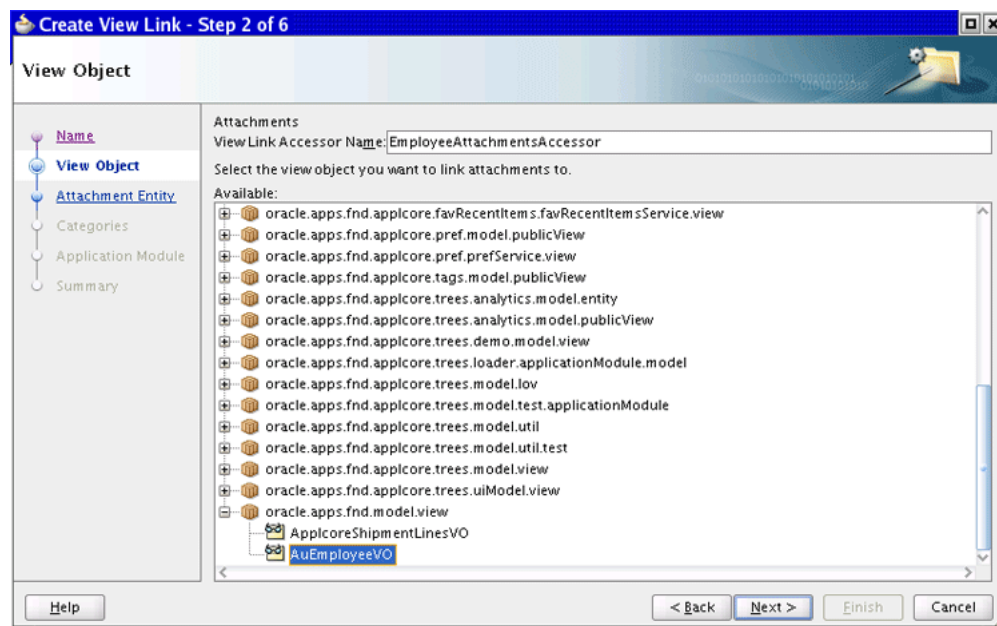 Create View Link - Step 2 of 6
View Object
Name
View Object
Attachment Entity
Categories
Application Module
Summary
Attachments
View Link Accessor Name: EmployeeAttachmentsAccessor
Select the view object you want to link attachments to.
Available:
oracle.apps.fnd.applcore.favRecentItems.favRecentItemsService.view
oracle.apps.fnd.applcore.pref.model.publicView
oracle.apps.fnd.applcore.pref.prefService.view
oracle.apps.fnd.applcore.tags.model.publicView
oracle.apps.fnd.applcore.trees.analytics.model.entity
oracle.apps.fnd.applcore.trees.analytics.model.publicView
oracle.apps.fnd.applcore.trees.demo.model.view
oracle.apps.fnd.applcore.trees.loader.applicationModule.model
oracle.apps.fnd.applcore.trees.model.lov
oracle.apps.fnd.applcore.trees.model.test.applicationModule
oracle.apps.fnd.applcore.trees.model.util
oracle.apps.fnd.applcore.trees.model.util.test
oracle.apps.fnd.applcore.trees.model.view
oracle.apps.fnd.applcore.trees.uiModel.view
oracle.apps.fnd.model.view
ApplcoreShipmentLinesVO
AuEmployeeVO
Help
< Back
Next >
Finish
Cancel